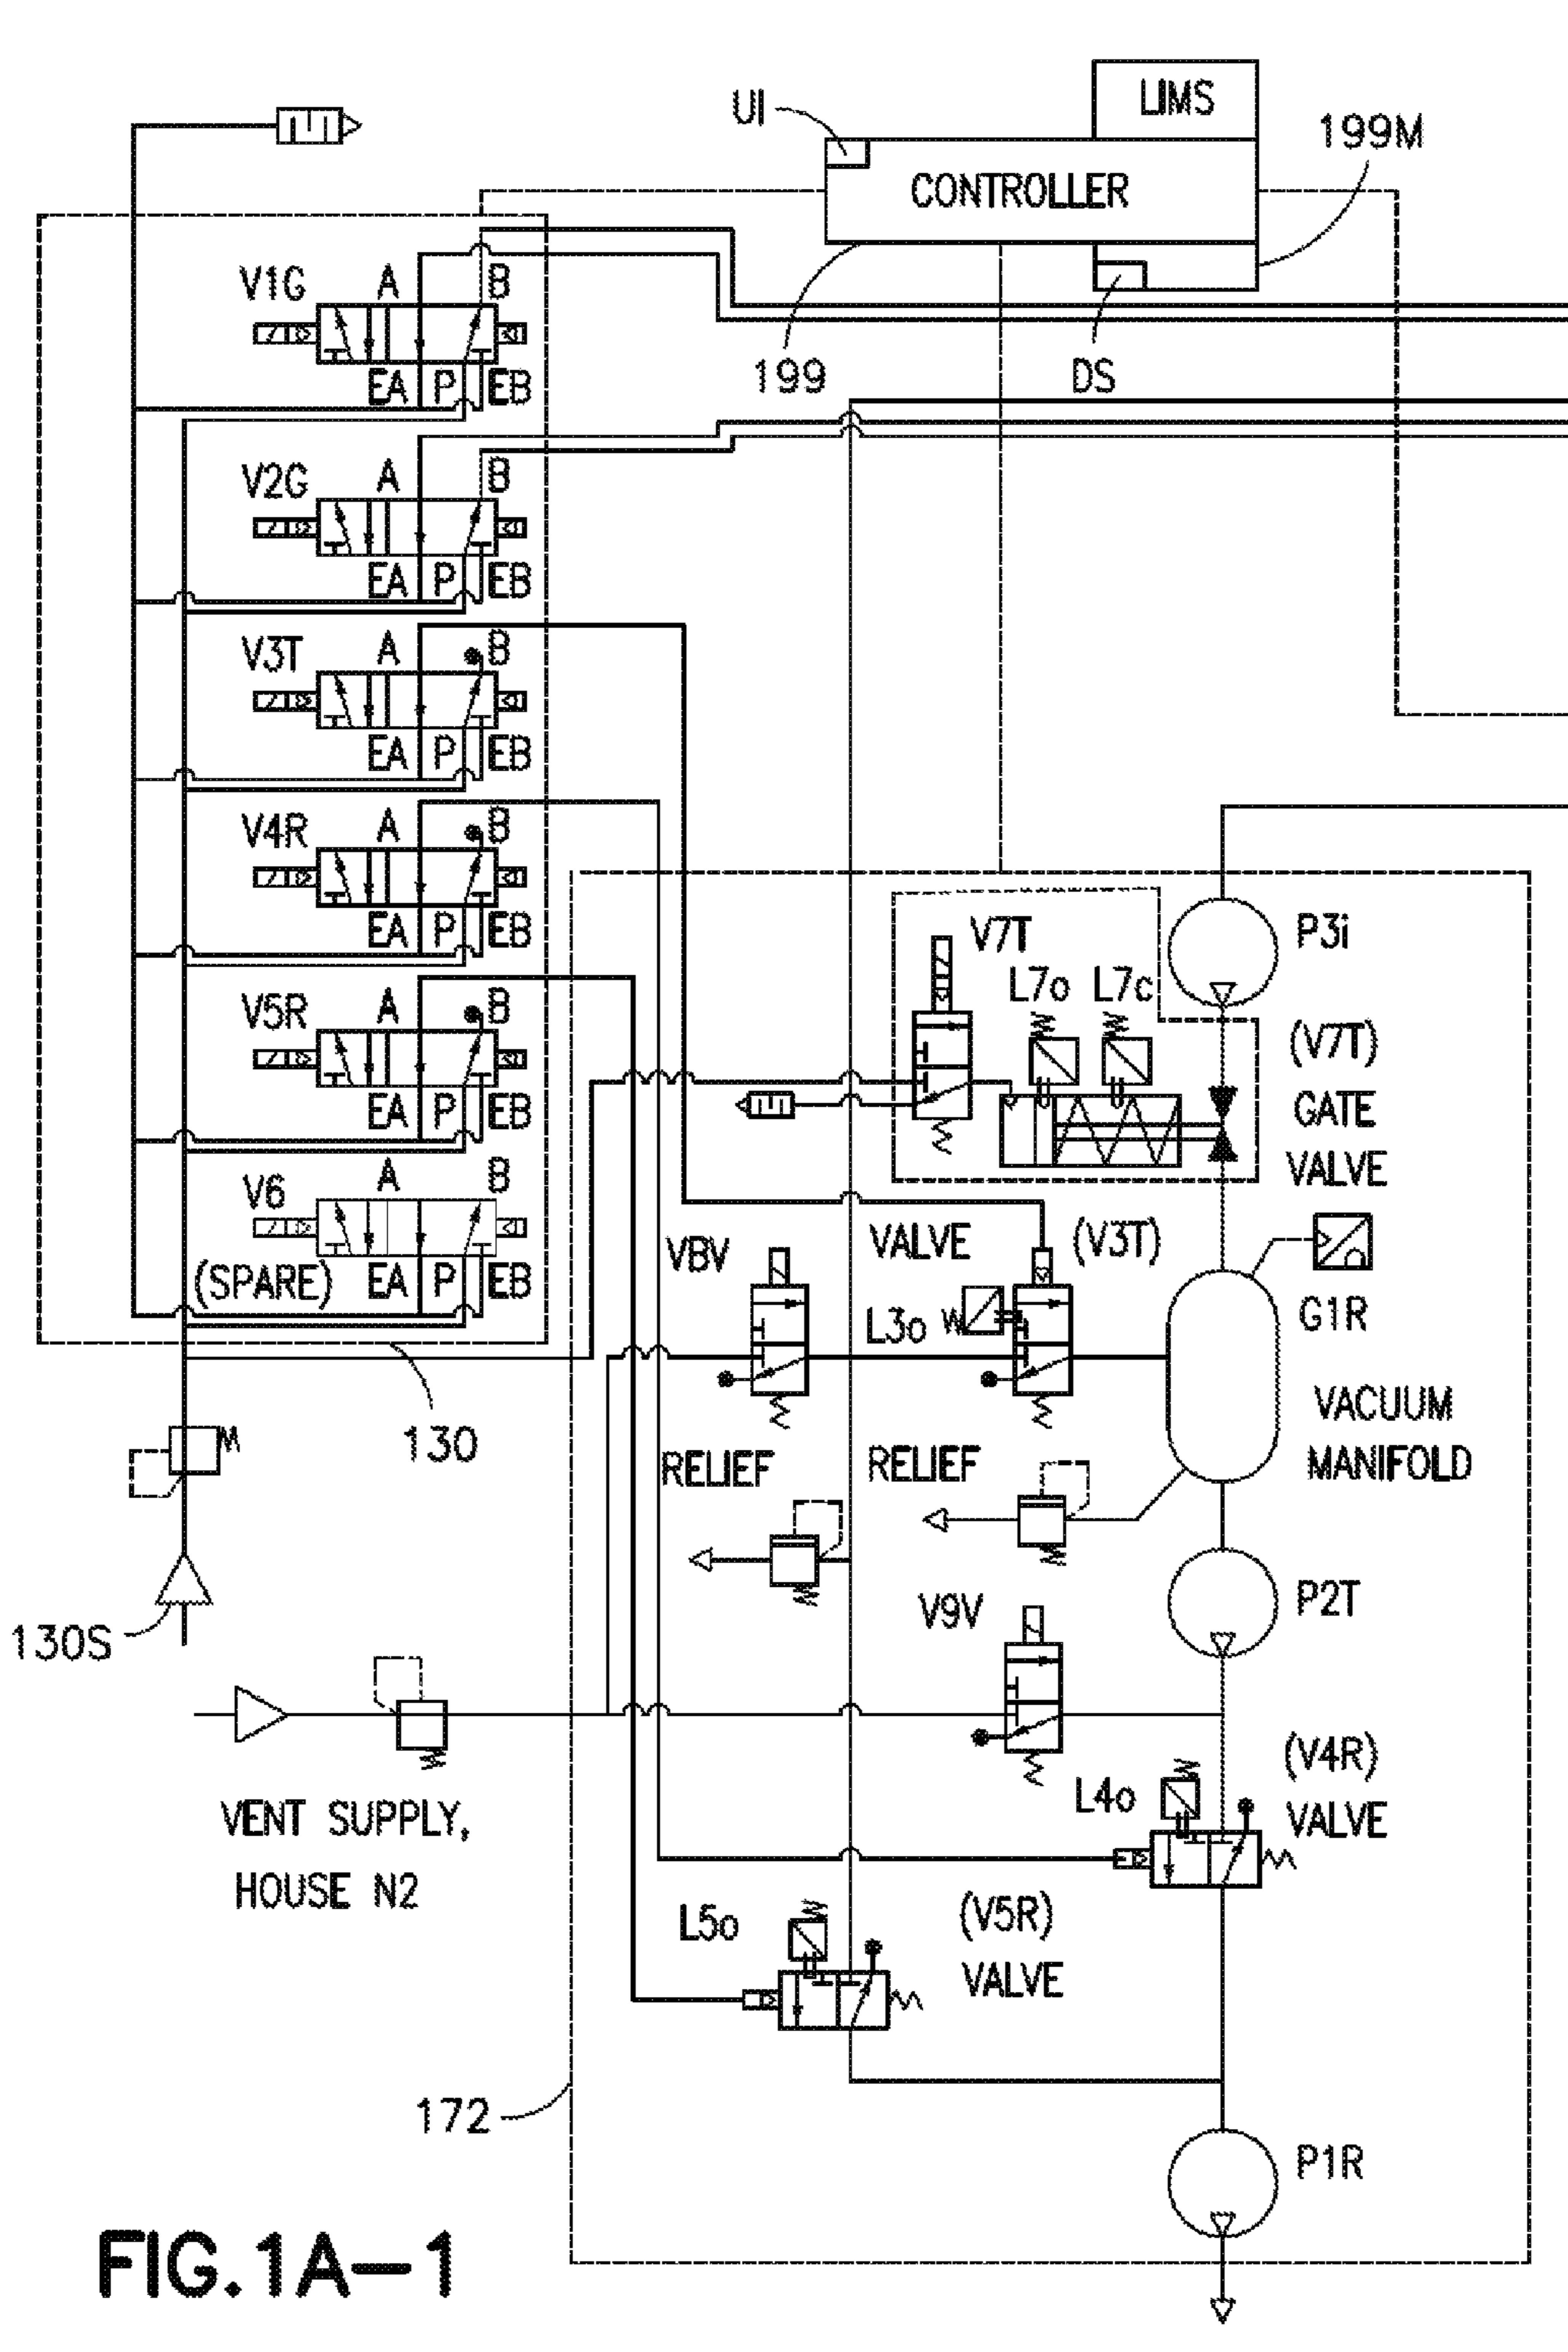 LIMS
UI
199M
CONTROLLER
V1G A B
EA P EB
199
DS
V2G A B
EA P EB
V3T A B
EA P EB
V4R A B
EA P EB
V5R A B
EA P EB
V6 A B
(SPARE) EA P EB
130
130S
VENT SUPPLY,
HOUSE N2
V7T
P3i
L7o L7c
(V7T)
GATE
VALVE
VBV
VALVE (V3T)
L3o
G1R
VACUUM
MANIFOLD
RELIEF
RELIEF
V9V
P2T
(V4R)
VALVE
L4o
L5o
(V5R)
VALVE
172
P1R
FIG.1A-1